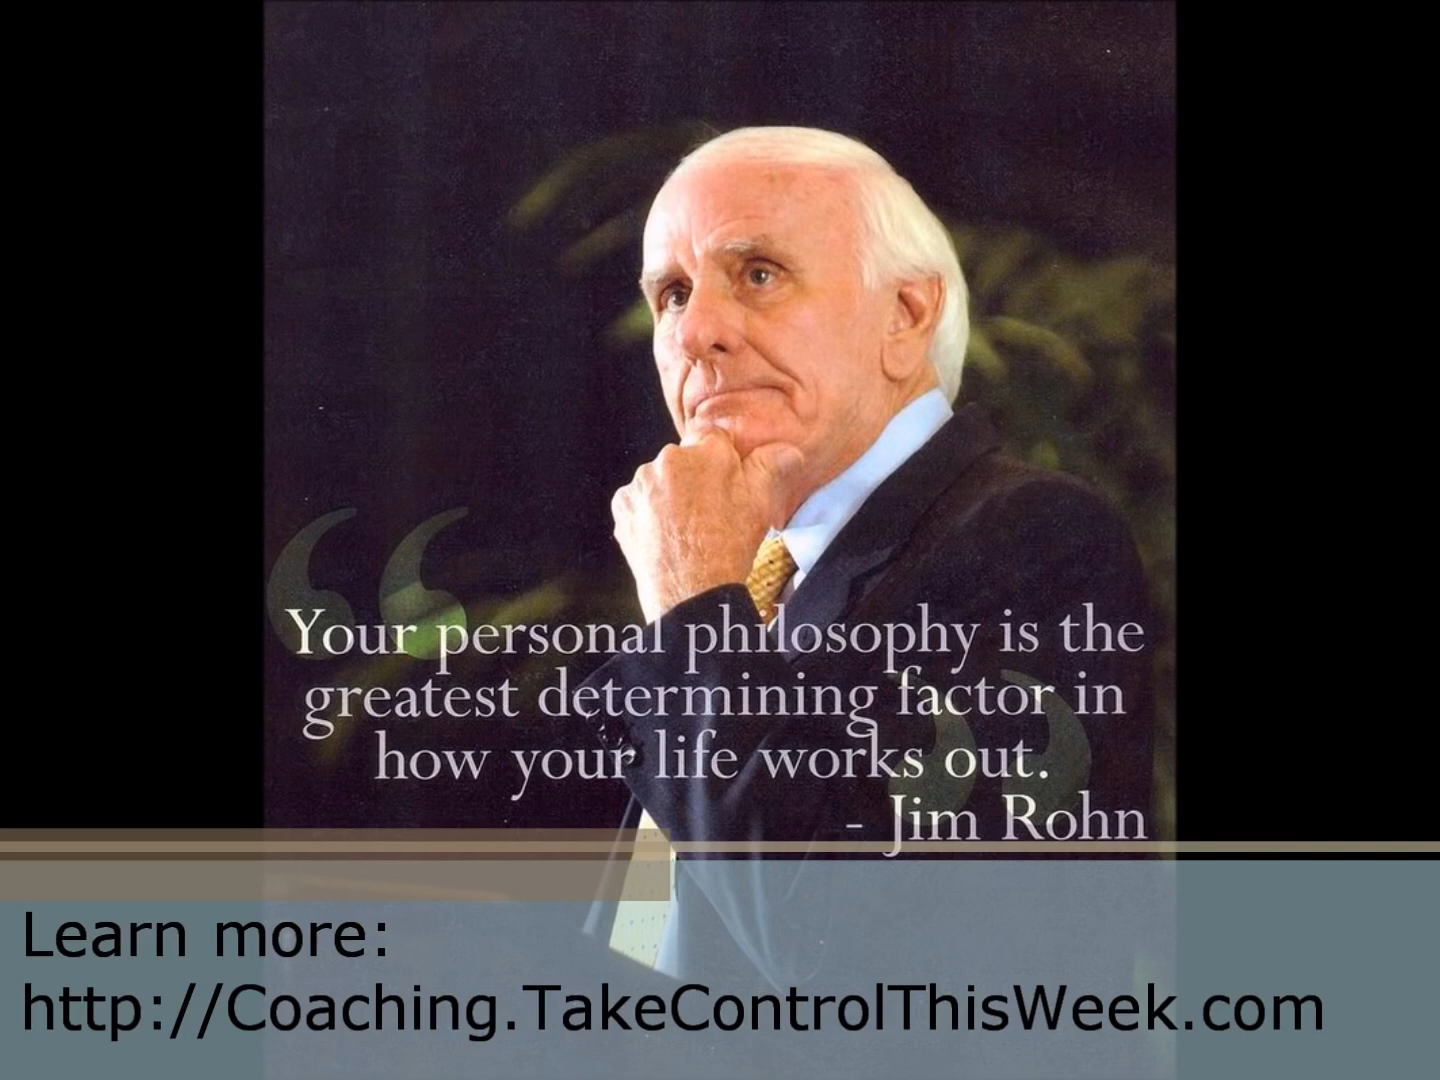 Your personal philosophy is the
greatest determining factor in
how your life works out.
- Jim Rohn
Learn more:
http://Coaching.TakeControlThisWeek.com